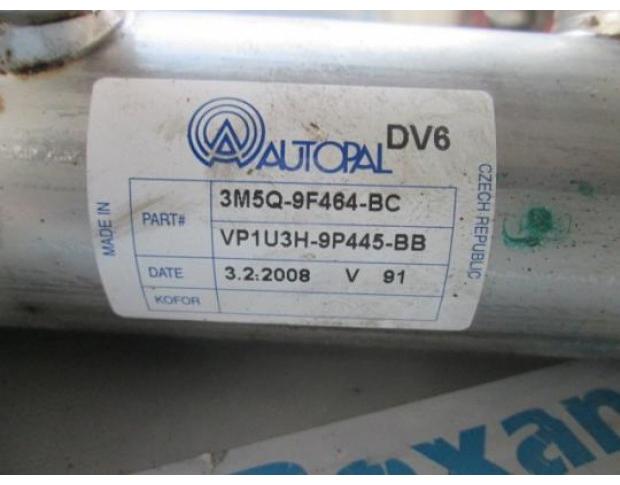 AUTOPAL DV6
MADE IN
CZECH REPUBLIC
PART#
3M5Q-9F464-BC
VP1U3H-9P445-BB
DATE 3.2.2008 V 91
KOFOR